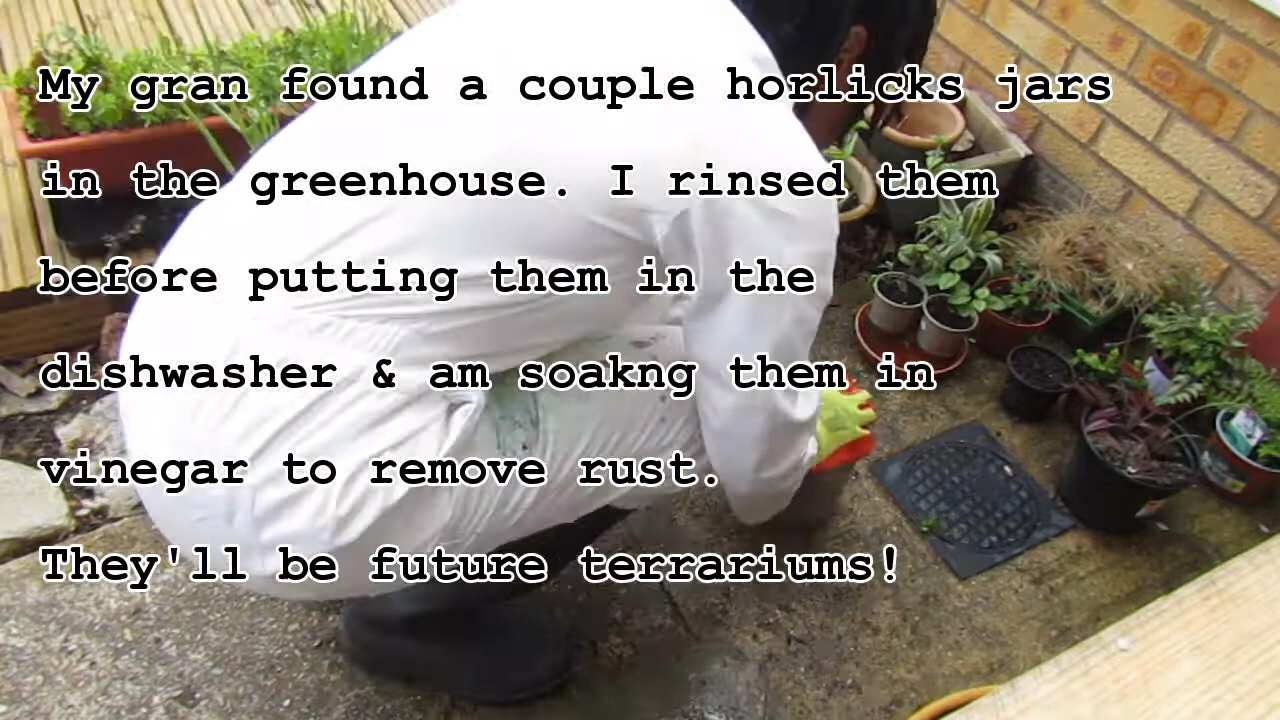 My gran found a couple horlicks jars
in the greenhouse. I rinsed them
before putting them in the
dishwasher & am soakng them in
vinegar to remove rust.
They'll be future terrariums!